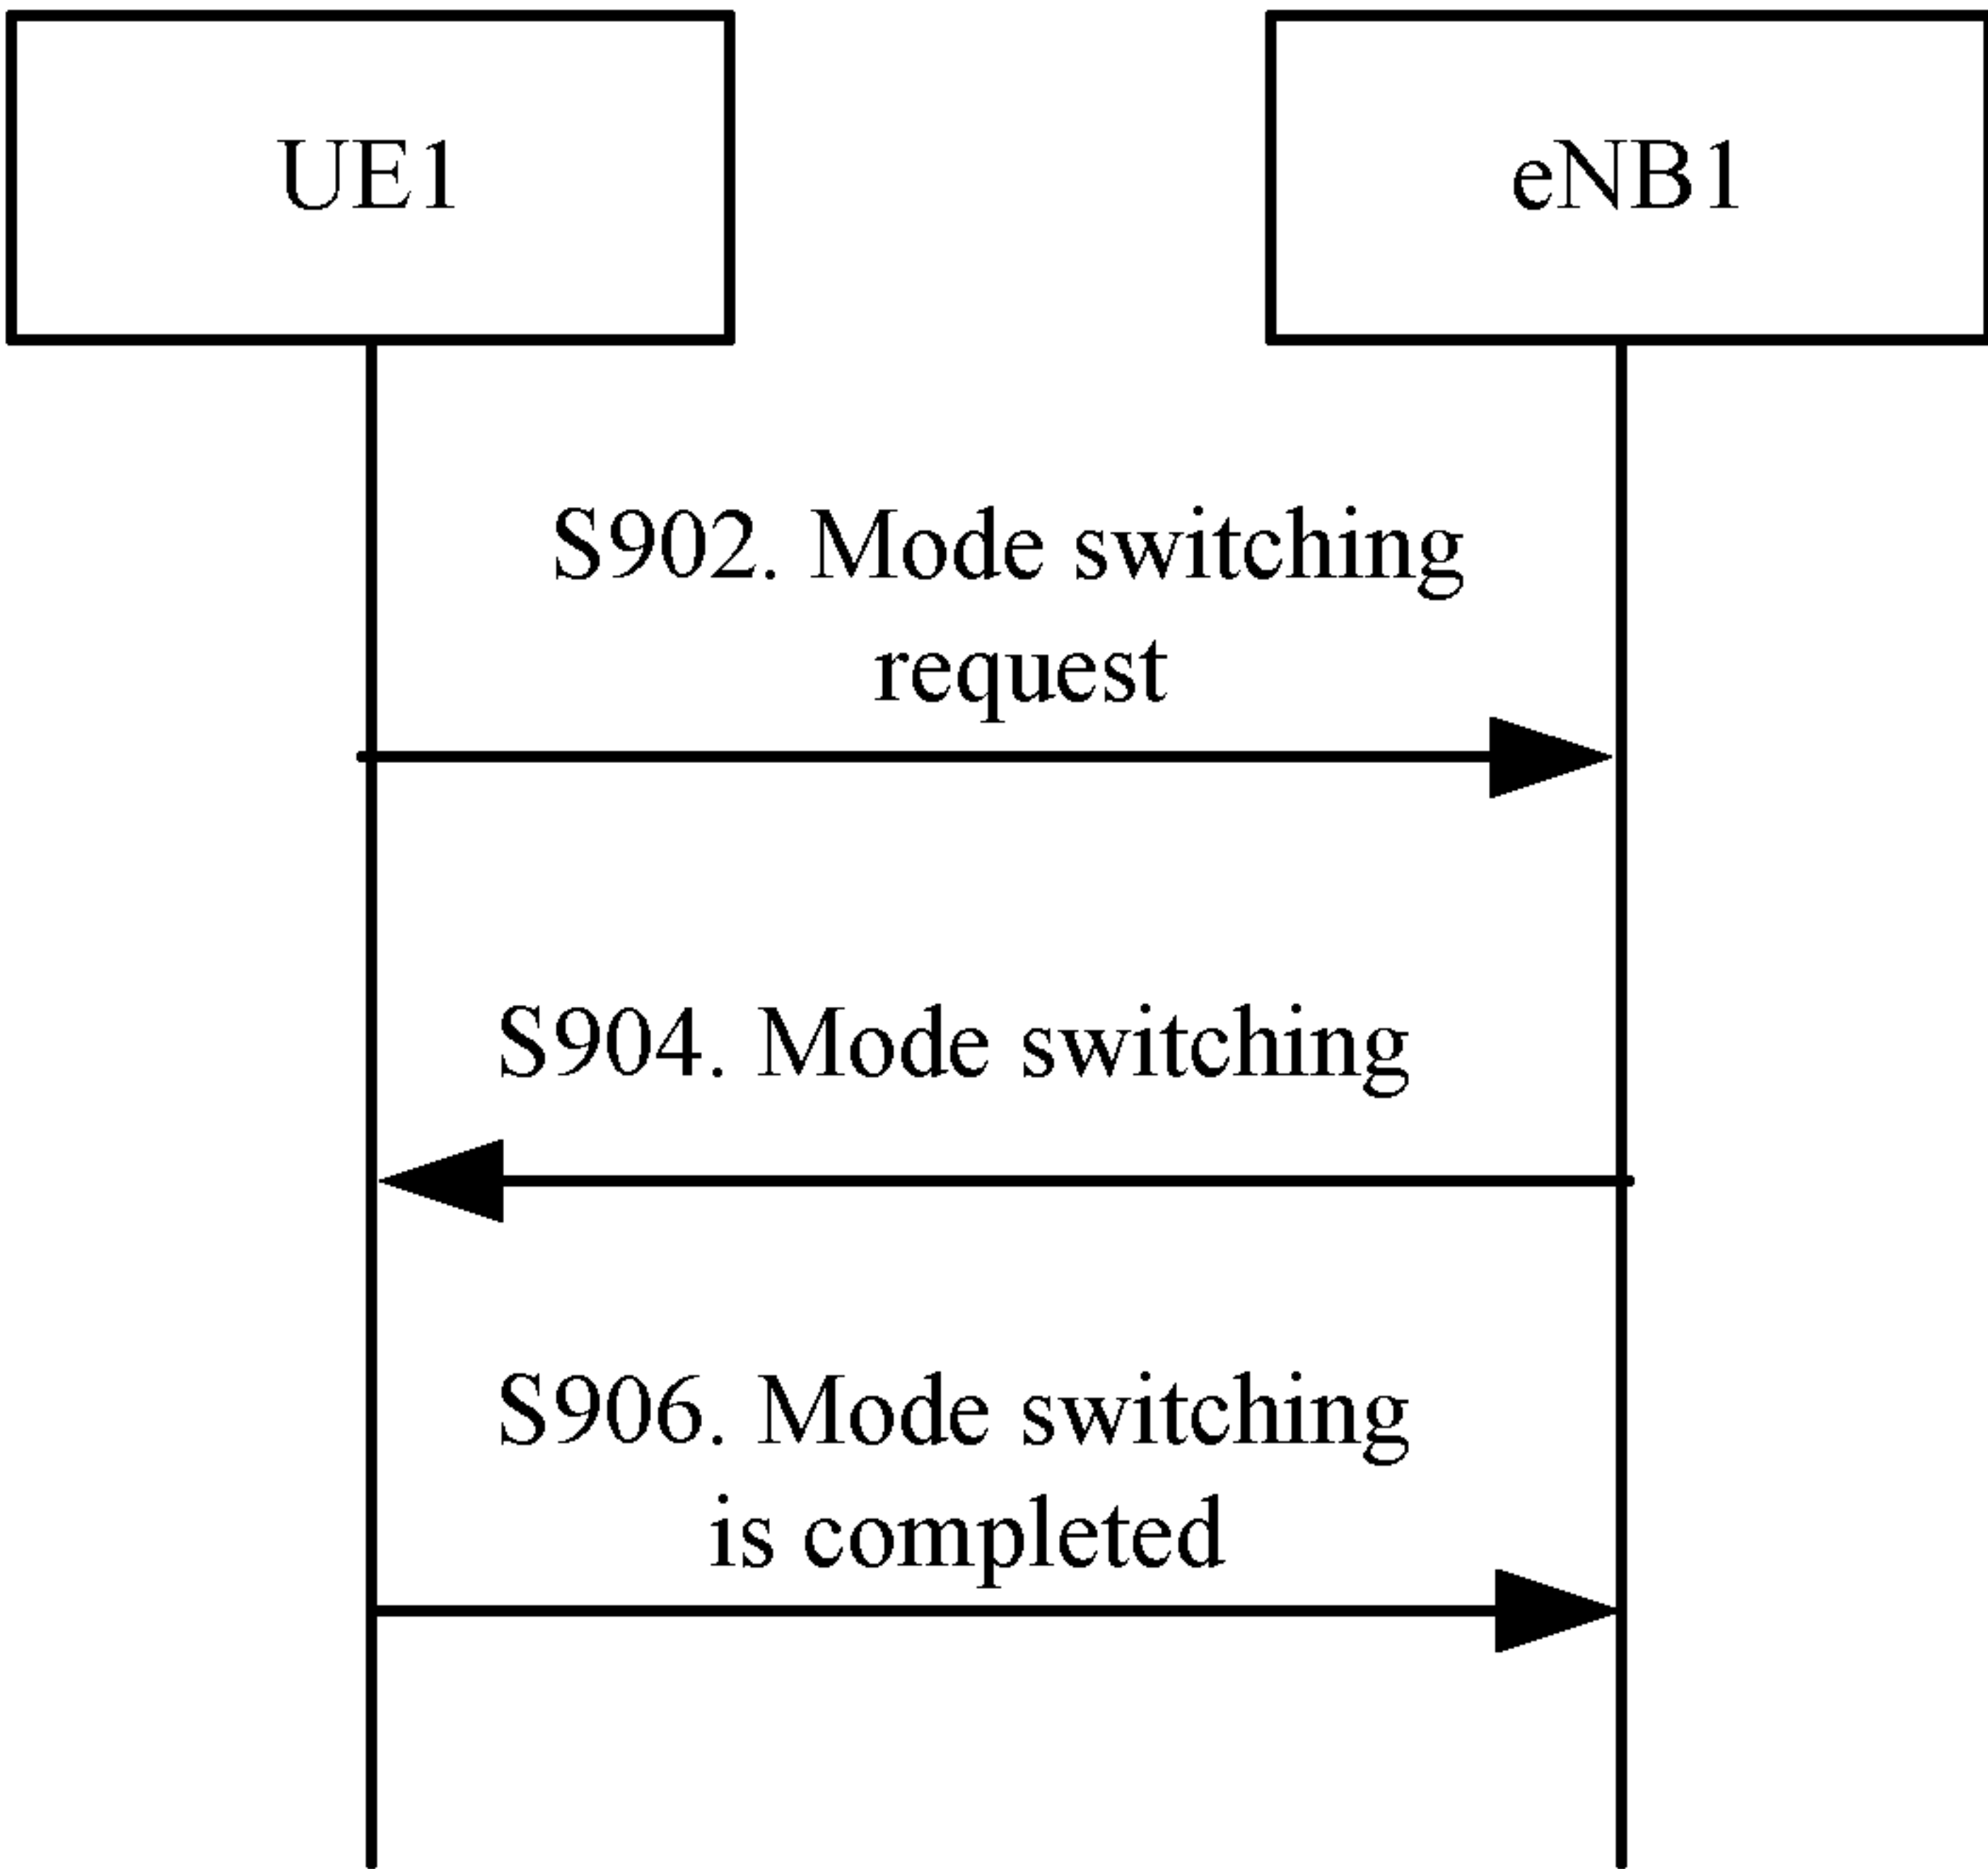 UE1
eNB1
S902. Mode switching
request
S904. Mode switching
S906. Mode switching
is completed